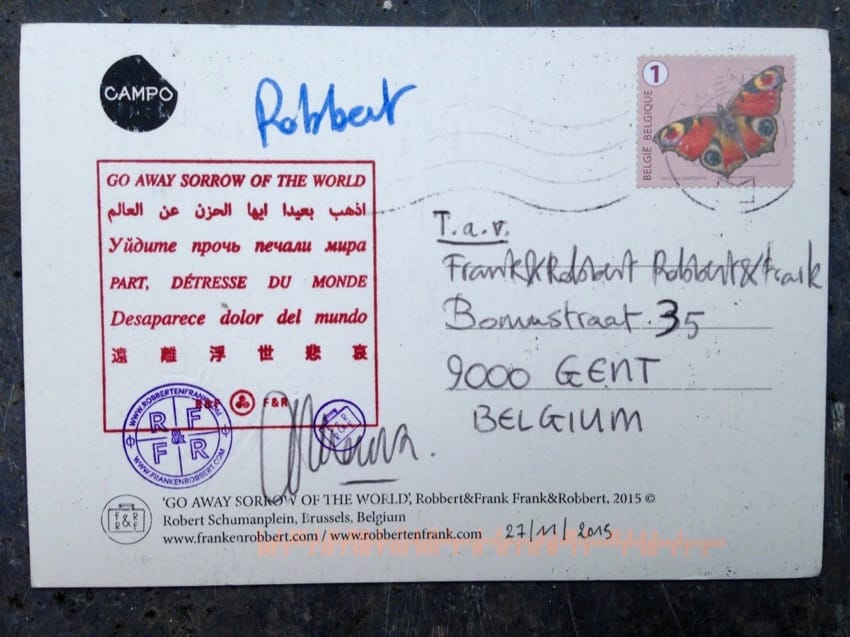 CAMPO
Robbert
1
BELGIË BELGIQUE
GO AWAY SORROW OF THE WORLD
اذهب بعيدا ايها الحزن عن العالم
Уйдите прочь печали мира
PART, DÉTRESSE DU MONDE
Desaparece dolor del mundo
遠 離 浮 世 悲 哀
R&F F&R
WWW.ROBBERTENFRANK.COM
R F
&
F R
WWW.FRANKENROBBERT.COM
T.a.v.
Frank&Robbert Robbert&Frank
Bomastraat 35
9000 GENT
BELGIUM
F&R
'GO AWAY SORROW OF THE WORLD', Robbert&Frank Frank&Robbert, 2015 ©
Robert Schumanplein, Brussels, Belgium
www.frankenrobbert.com / www.robbertenfrank.com 27/11/2015